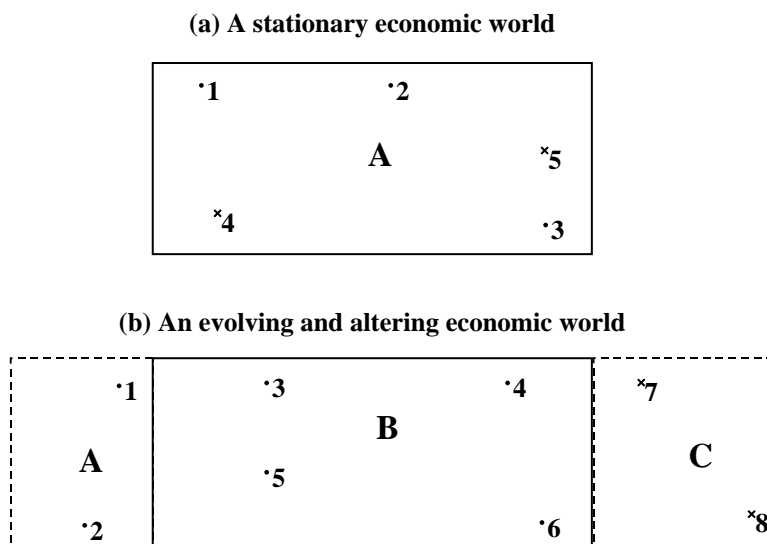 (a) A stationary economic world
·1 ·2
A
×5
×4
·3
(b) An evolving and altering economic world
·1 ·3 ·4 ×7
B
A C
·5
·2 ·6 ×8